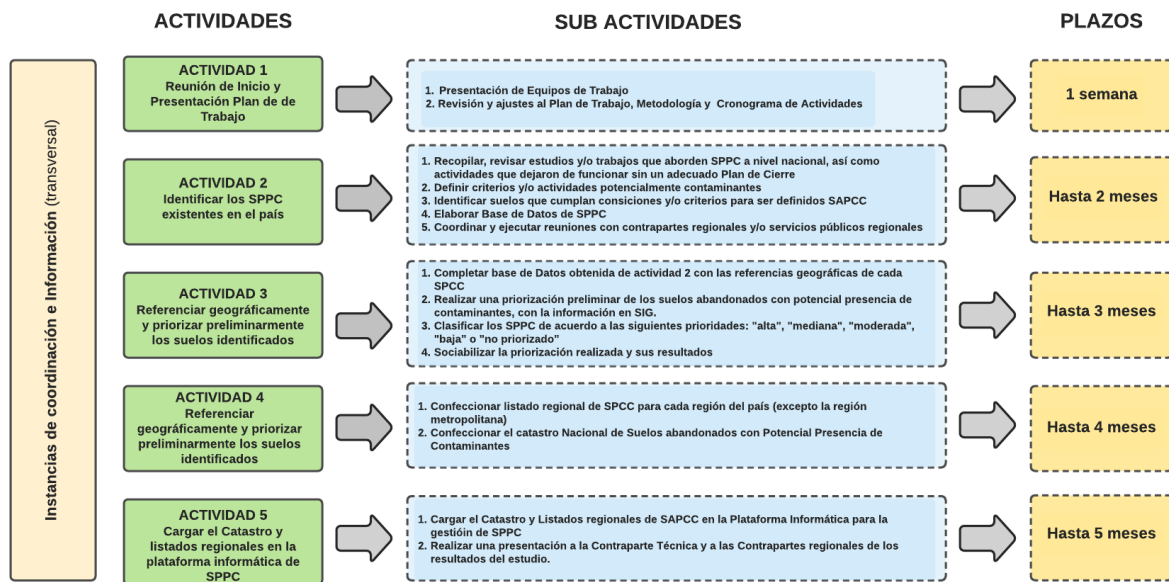 ACTIVIDADES
SUB ACTIVIDADES
PLAZOS
Instancias de coordinación e Información (transversal)
ACTIVIDAD 1
Reunión de Inicio y
Presentación Plan de de
Trabajo
1. Presentación de Equipos de Trabajo
2. Revisión y ajustes al Plan de Trabajo, Metodología y Cronograma de Actividades
1 semana
ACTIVIDAD 2
Identificar los SPPC
existentes en el país
1. Recopilar, revisar estudios y/o trabajos que aborden SPPC a nivel nacional, así como
actividades que dejaron de funcionar sin un adecuado Plan de Cierre
2. Definir criterios y/o actividades potencialmente contaminantes
3. Identificar suelos que cumplan consiciones y/o criterios para ser definidos SAPCC
4. Elaborar Base de Datos de SPPC
5. Coordinar y ejecutar reuniones con contrapartes regionales y/o servicios públicos regionales
Hasta 2 meses
ACTIVIDAD 3
Referenciar geográficamente
y priorizar preliminarmente
los suelos identificados
1. Completar base de Datos obtenida de actividad 2 con las referencias geográficas de cada
SPCC
2. Realizar una priorización preliminar de los suelos abandonados con potencial presencia de
contaminantes, con la información en SIG.
3. Clasificar los SPPC de acuerdo a las siguientes prioridades: "alta", "mediana", "moderada",
"baja" o "no priorizado"
4. Sociabilizar la priorización realizada y sus resultados
Hasta 3 meses
ACTIVIDAD 4
Referenciar
geográficamente y priorizar
preliminarmente los suelos
identificados
1. Confeccionar listado regional de SPCC para cada región del país (excepto la región
metropolitana)
2. Confeccionar el catastro Nacional de Suelos abandonados con Potencial Presencia de
Contaminantes
Hasta 4 meses
ACTIVIDAD 5
Cargar el Catastro y
listados regionales en la
plataforma informática de
SPPC
1. Cargar el Catastro y Listados regionales de SAPCC en la Plataforma Informática para la
gestióin de SPPC
2. Realizar una presentación a la Contraparte Técnica y a las Contrapartes regionales de los
resultados del estudio.
Hasta 5 meses